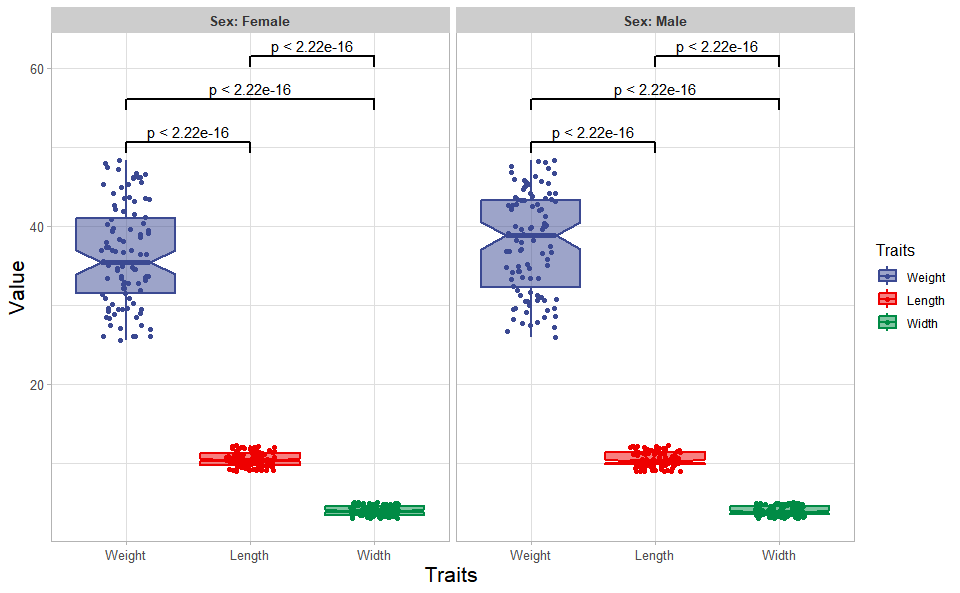 Sex: Female
Sex: Male
p < 2.22e-16
p < 2.22e-16
p < 2.22e-16
p < 2.22e-16
p < 2.22e-16
p < 2.22e-16
60
40
20
Value
Weight
Length
Width
Weight
Length
Width
Traits
Traits
Weight
Length
Width